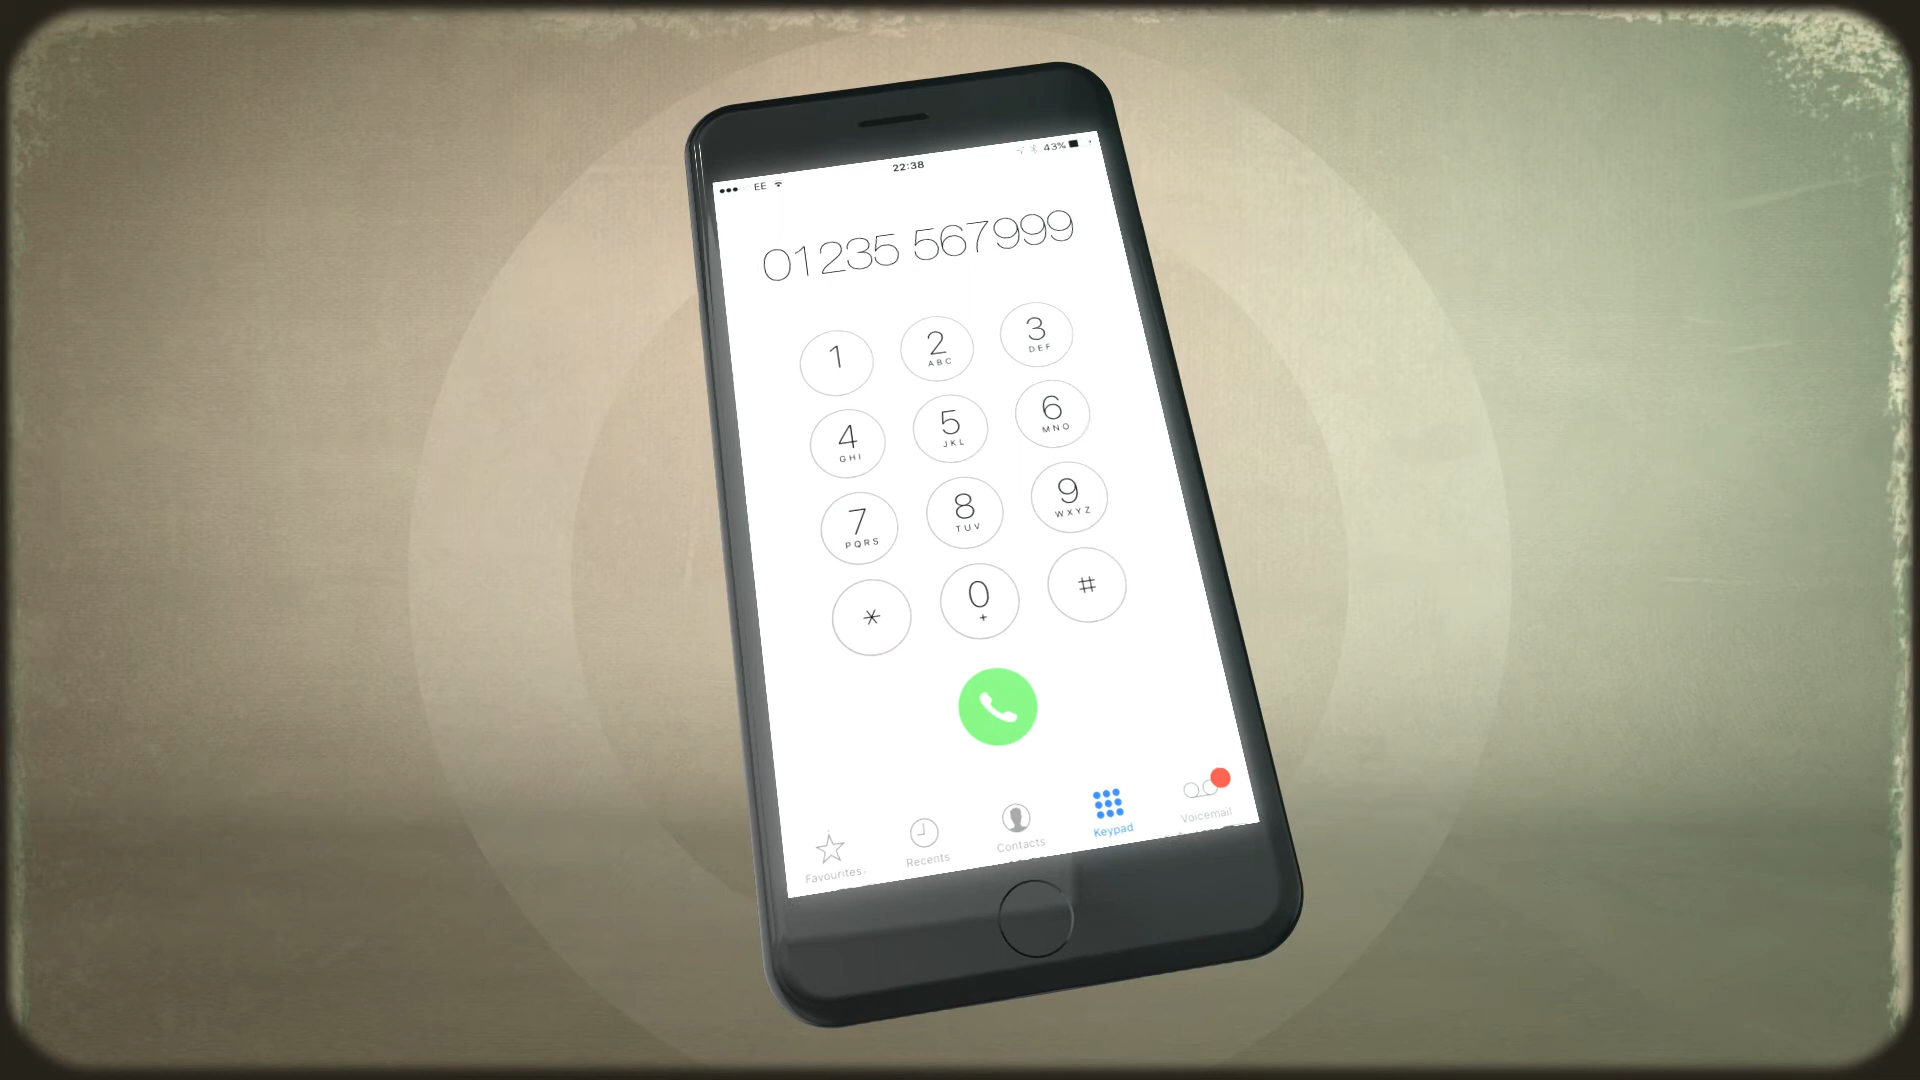 EE 22:38 43%
01235 567999
1 2 3
ABC DEF
4 5 6
GHI JKL MNO
7 8 9
PQRS TUV WXYZ
* 0 #
+
Favourites Recents Contacts Keypad Voicemail